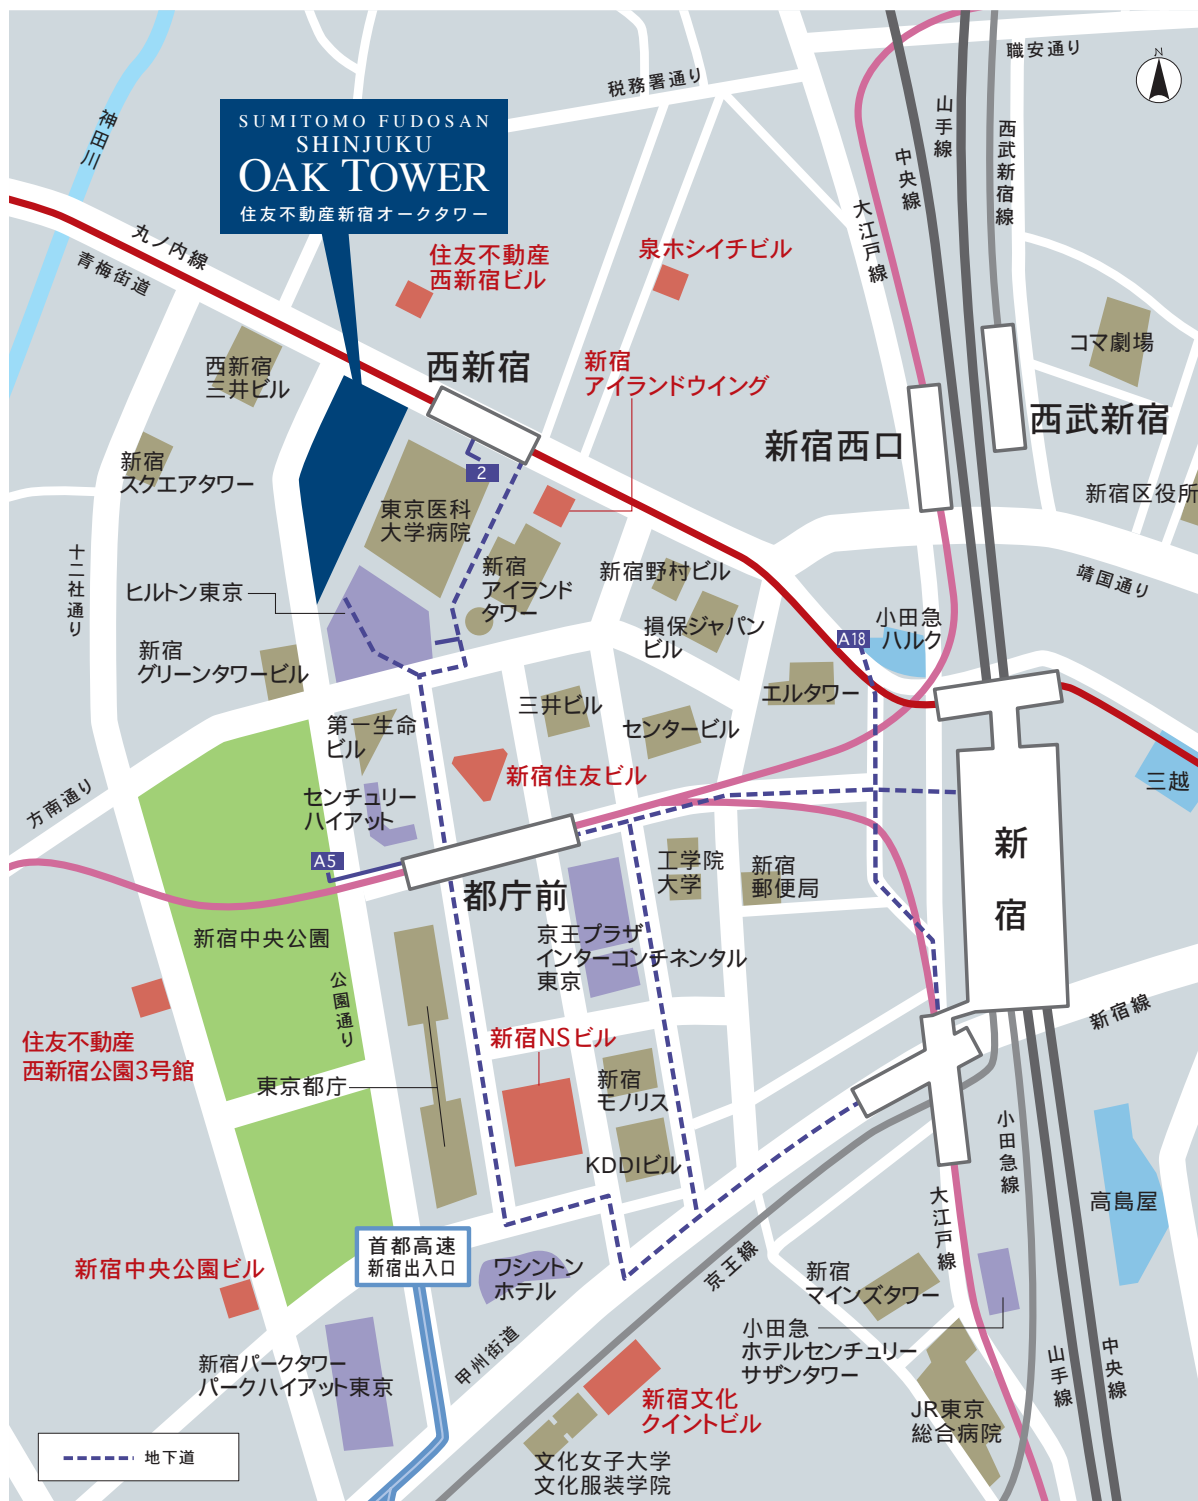 N
職安通り
税務署通り
山手線
西武新宿線
中央線
大江戸線
神田川
SUMITOMO FUDOSAN
SHINJUKU
OAK TOWER
住友不動産新宿オークタワー
丸ノ内線
青梅街道
住友不動産
西新宿ビル
泉ホシイチビル
コマ劇場
西新宿
三井ビル
西新宿
新宿
アイランドウイング
西武新宿
新宿西口
新宿
スクエアタワー
2
新宿区役所
東京医科
大学病院
十二社通り
新宿
アイランド
タワー
新宿野村ビル
靖国通り
ヒルトン東京
損保ジャパン
ビル
A18
小田急
ハルク
新宿
グリーンタワービル
エルタワー
三井ビル
第一生命
ビル
センタービル
新宿住友ビル
三越
方南通り
センチュリー
ハイアット
A5
都庁前
工学院
大学
新宿
郵便局
新宿
新宿中央公園
京王プラザ
インターコンチネンタル
東京
公園通り
新宿線
住友不動産
西新宿公園3号館
新宿NSビル
東京都庁
新宿
モノリス
小田急線
KDDIビル
高島屋
大江戸線
首都高速
新宿出入口
京王線
新宿中央公園ビル
ワシントン
ホテル
新宿
マインズタワー
小田急
ホテルセンチュリー
サザンタワー
甲州街道
山手線
中央線
新宿パークタワー
パークハイアット東京
新宿文化
クイントビル
JR東京
総合病院
地下道
文化女子大学
文化服装学院